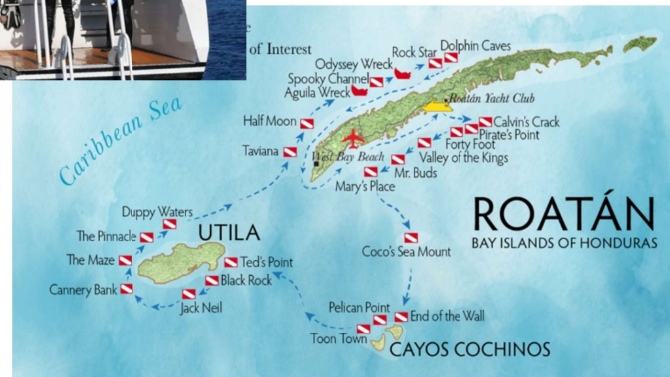 of Interest
Rock Star
Dolphin Caves
Odyssey Wreck
Spooky Channel
Aguila Wreck
Roatán Yacht Club
Half Moon
Calvin's Crack
Pirate's Point
Forty Foot
Taviana
West Bay Beach
Valley of the Kings
Mr. Buds
Mary's Place
Caribbean Sea
ROATÁN
BAY ISLANDS OF HONDURAS
Duppy Waters
The Pinnacle
UTILA
Coco's Sea Mount
The Maze
Ted's Point
Black Rock
Cannery Bank
Jack Neil
Pelican Point
End of the Wall
Toon Town
CAYOS COCHINOS